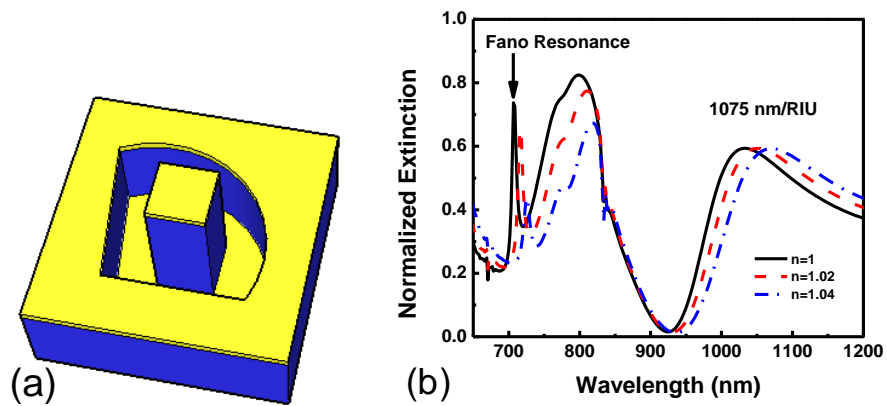 (a)
(b)
Fano Resonance
1075 nm/RIU
n=1
n=1.02
n=1.04
Normalized Extinction
1.0
0.8
0.6
0.4
0.2
0.0
700 800 900 1000 1100 1200
Wavelength (nm)